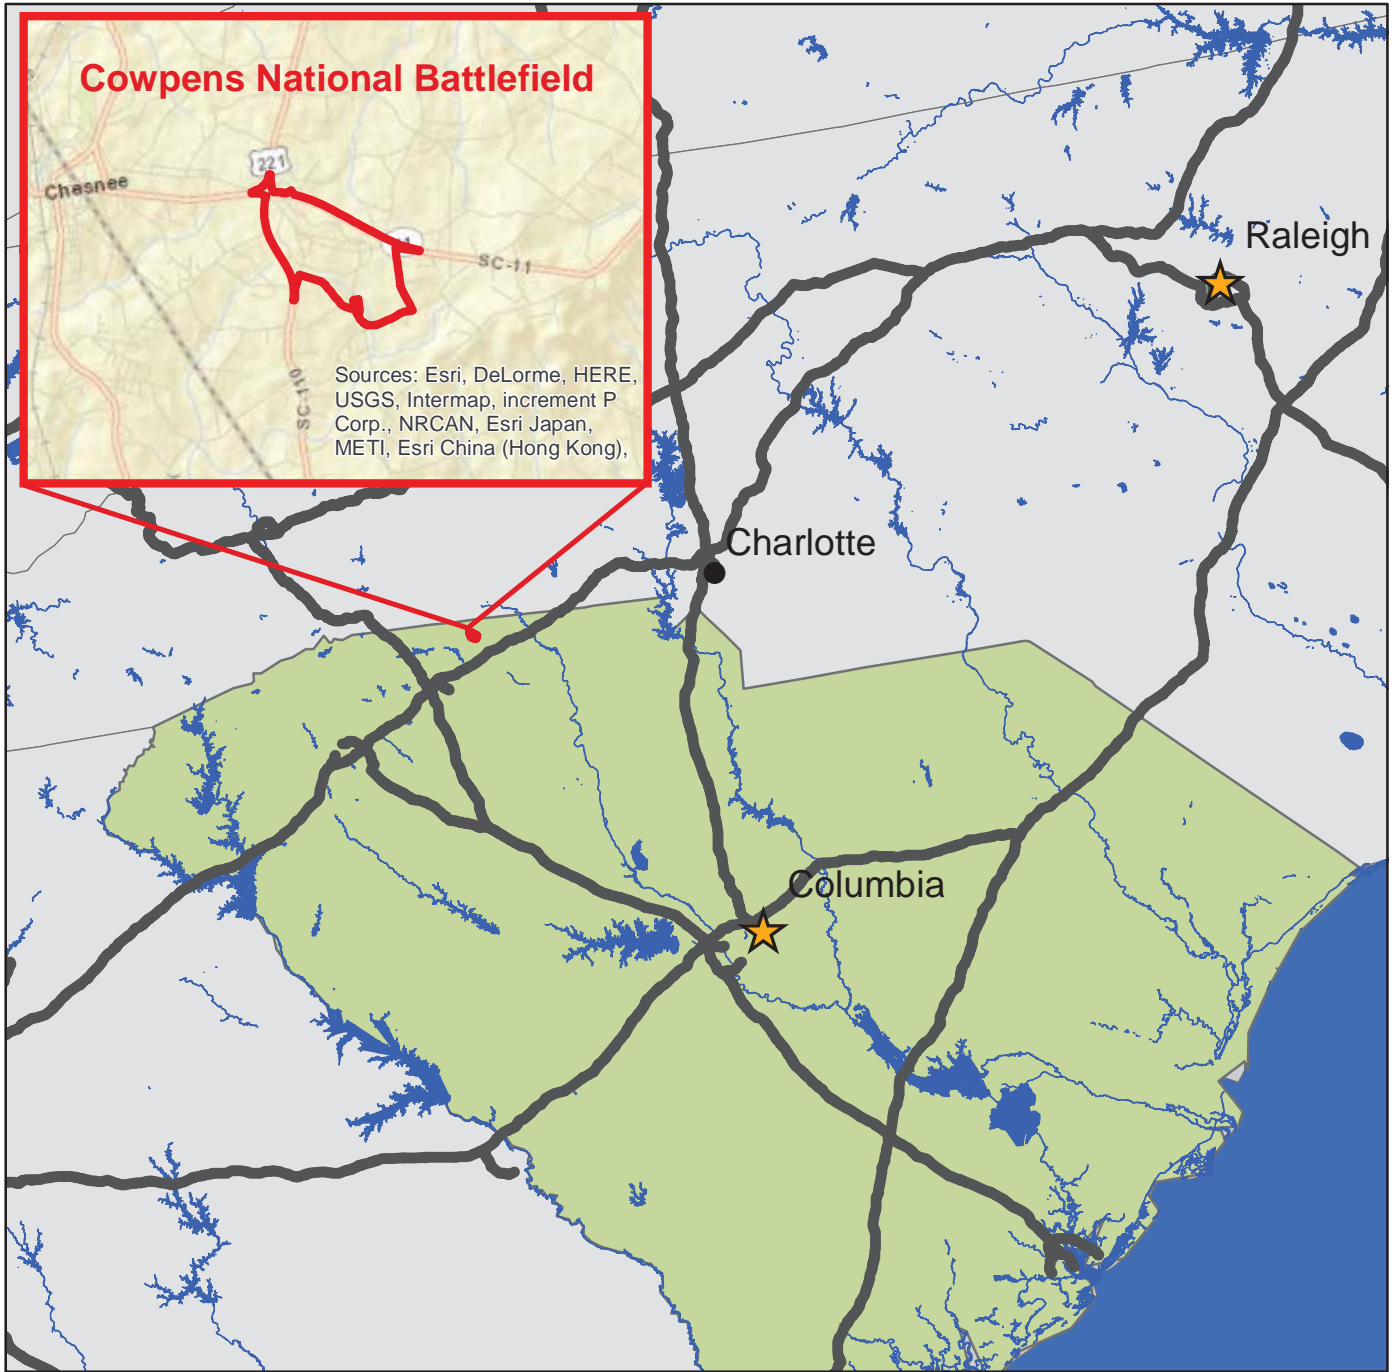 Cowpens National Battlefield
221
Chesnee
SC-11
SC-110
Sources: Esri, DeLorme, HERE,
USGS, Intermap, increment P
Corp., NRCAN, Esri Japan,
METI, Esri China (Hong Kong),
Raleigh
Charlotte
Columbia